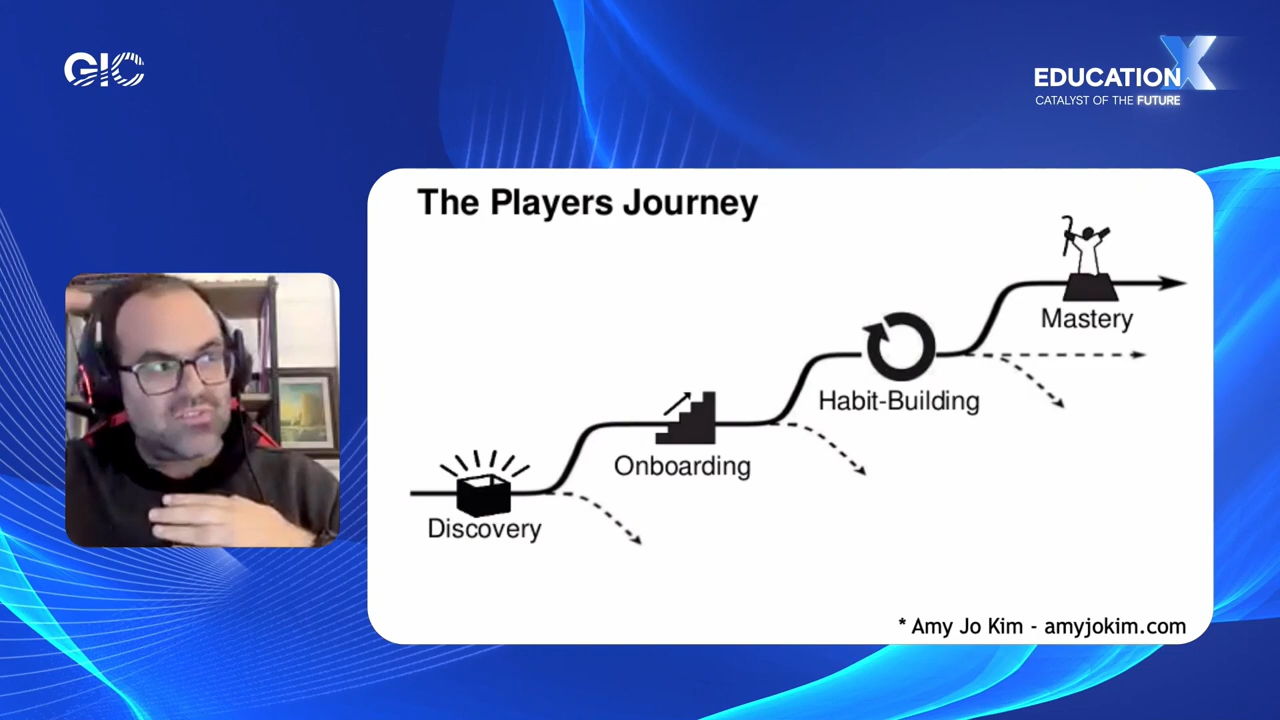 GIC
EDUCATION X
CATALYST OF THE FUTURE
The Players Journey
Mastery
Habit-Building
Onboarding
Discovery
* Amy Jo Kim - amyjokim.com